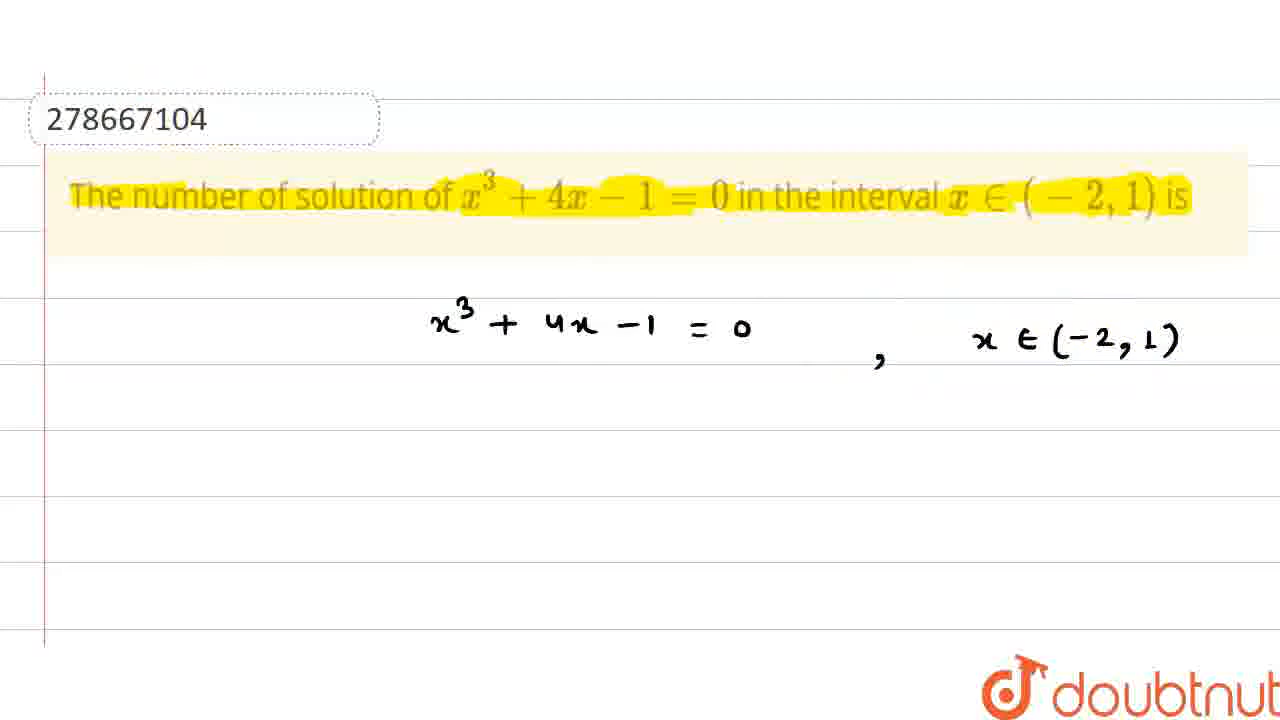 278667104
The number of solution of x³ + 4x − 1 = 0 in the interval x ∈ ( − 2, 1) is
x³ + 4x − 1 = 0 , x ∈ (−2, 1)
doubtnut